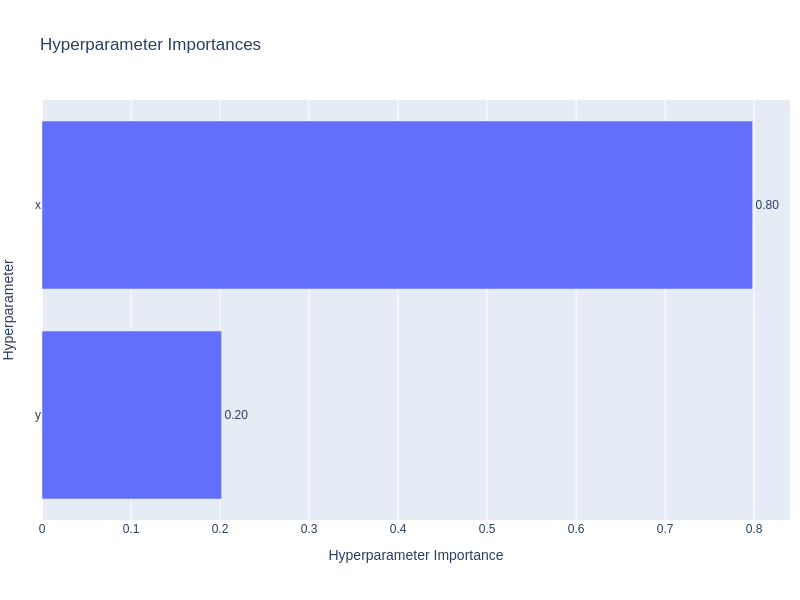 Hyperparameter Importances
Hyperparameter
x
0.80
y
0.20
0 0.1 0.2 0.3 0.4 0.5 0.6 0.7 0.8
Hyperparameter Importance